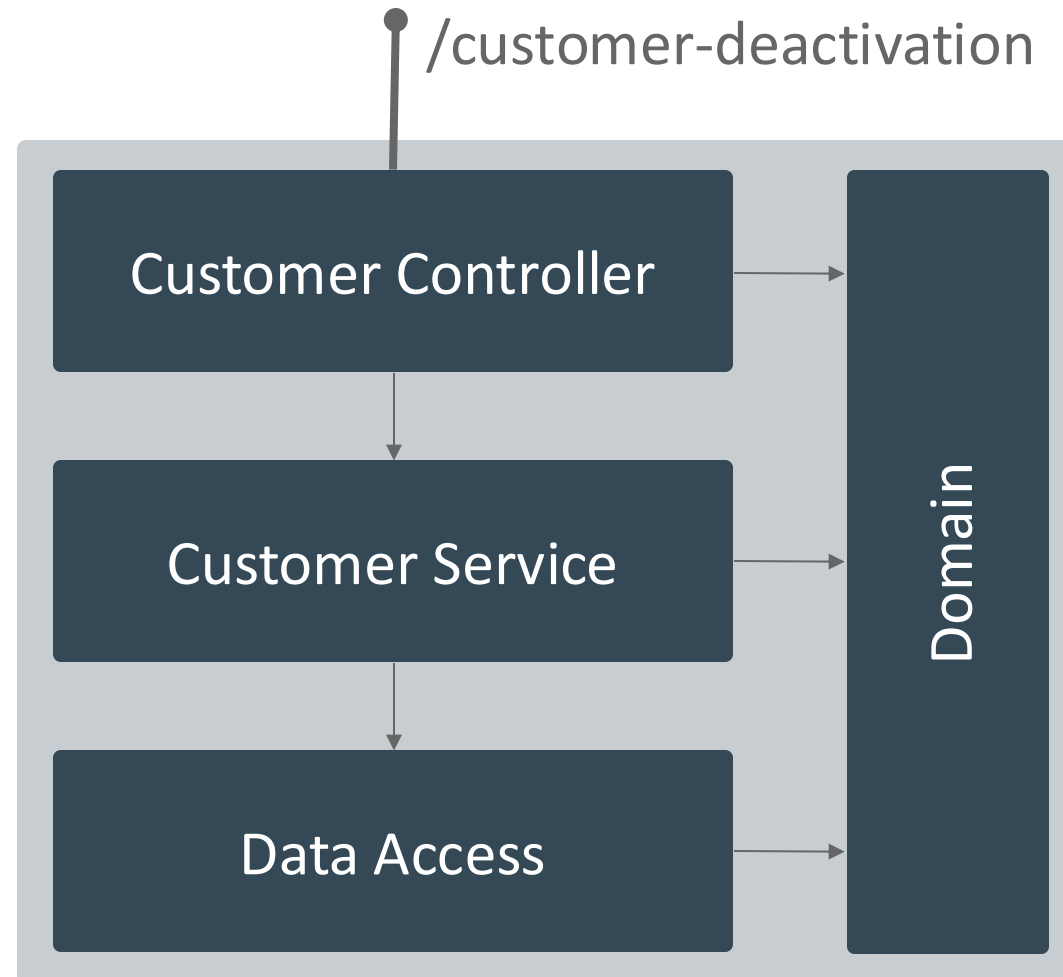 /customer-deactivation
Customer Controller
Customer Service
Domain
Data Access